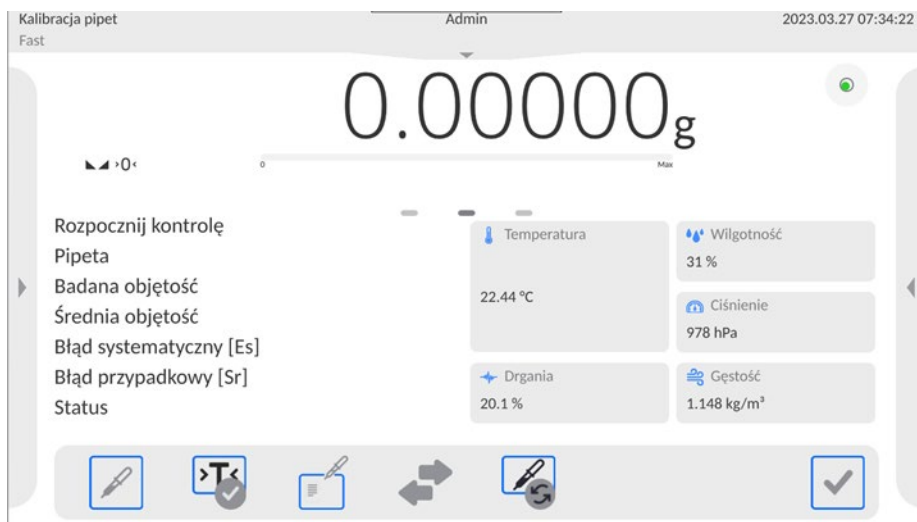 Kalibracja pipet
Admin
2023.03.27 07:34:22
Fast
0.00000g
>0<
0
Max
Rozpocznij kontrolę
Pipeta
Badana objętość
Średnia objętość
Błąd systematyczny [Es]
Błąd przypadkowy [Sr]
Status
Temperatura
22.44 °C
Wilgotność
31 %
Ciśnienie
978 hPa
Drgania
20.1 %
Gęstość
1.148 kg/m³
>T<